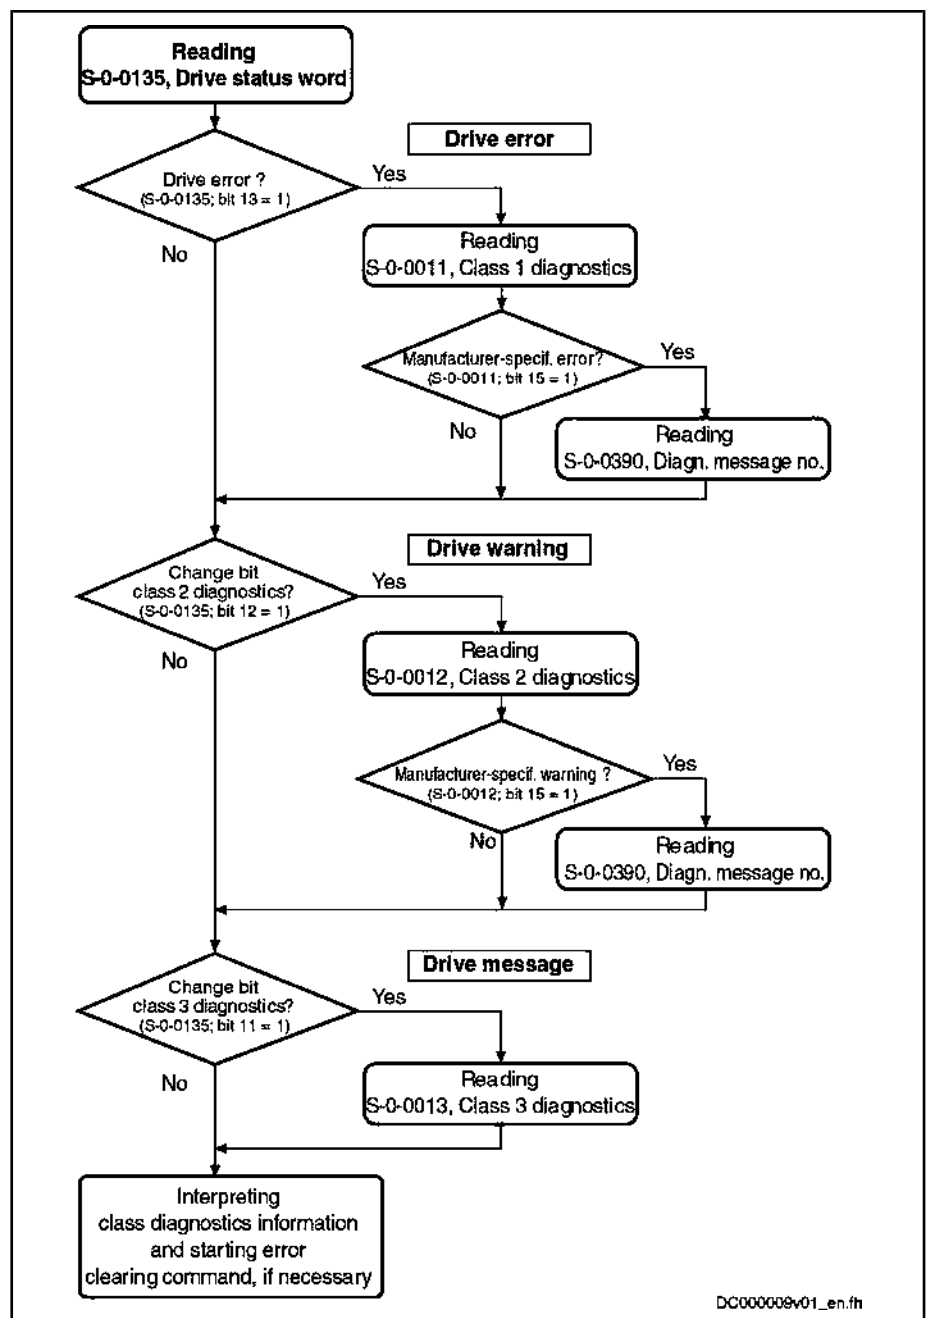 Reading
S-0-0135, Drive status word
Drive error
Drive error ?
(S-0-0135; bit 13 = 1)
Yes
No
Reading
S-0-0011, Class 1 diagnostics
Manufacturer-specif. error?
(S-0-0011; bit 15 = 1)
Yes
No
Reading
S-0-0390, Diagn. message no.
Drive warning
Change bit
class 2 diagnostics?
(S-0-0135; bit 12 = 1)
Yes
No
Reading
S-0-0012, Class 2 diagnostics
Manufacturer-specif. warning ?
(S-0-0012; bit 15 = 1)
Yes
No
Reading
S-0-0390, Diagn. message no.
Drive message
Change bit
class 3 diagnostics?
(S-0-0135; bit 11 = 1)
Yes
No
Reading
S-0-0013, Class 3 diagnostics
Interpreting
class diagnostics information
and starting error
clearing command, if necessary
DC000009v01_en.fh